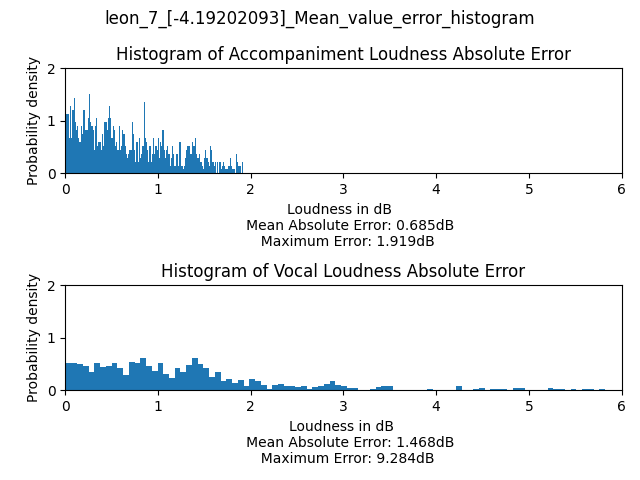 leon_7_[-4.19202093]_Mean_value_error_histogram
Histogram of Accompaniment Loudness Absolute Error
Probability density
2
1
0
0 1 2 3 4 5 6
Loudness in dB
Mean Absolute Error: 0.685dB
Maximum Error: 1.919dB
Histogram of Vocal Loudness Absolute Error
Probability density
2
1
0
0 1 2 3 4 5 6
Loudness in dB
Mean Absolute Error: 1.468dB
Maximum Error: 9.284dB